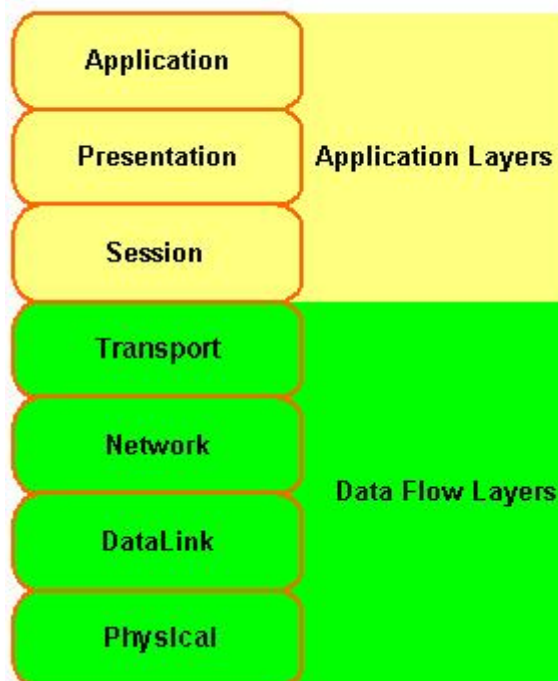 Application
Presentation
Application Layers
Session
Transport
Network
Data Flow Layers
DataLink
Physical